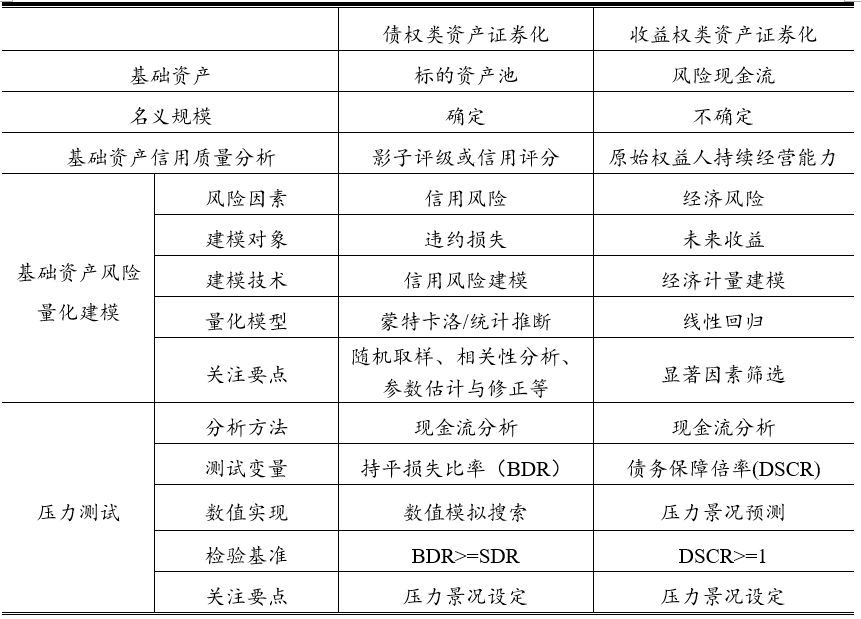 债权类资产证券化 收益权类资产证券化
基础资产 标的资产池 风险现金流
名义规模 确定 不确定
基础资产信用质量分析 影子评级或信用评分 原始权益人持续经营能力
基础资产风险
量化建模
风险因素 信用风险 经济风险
建模对象 违约损失 未来收益
建模技术 信用风险建模 经济计量建模
量化模型 蒙特卡洛/统计推断 线性回归
关注要点 随机取样、相关性分析、
参数估计与修正等 显著因素筛选
压力测试
分析方法 现金流分析 现金流分析
测试变量 持平损失比率（BDR） 债务保障倍率(DSCR)
数值实现 数值模拟搜索 压力景况预测
检验基准 BDR>=SDR DSCR>=1
关注要点 压力景况设定 压力景况设定